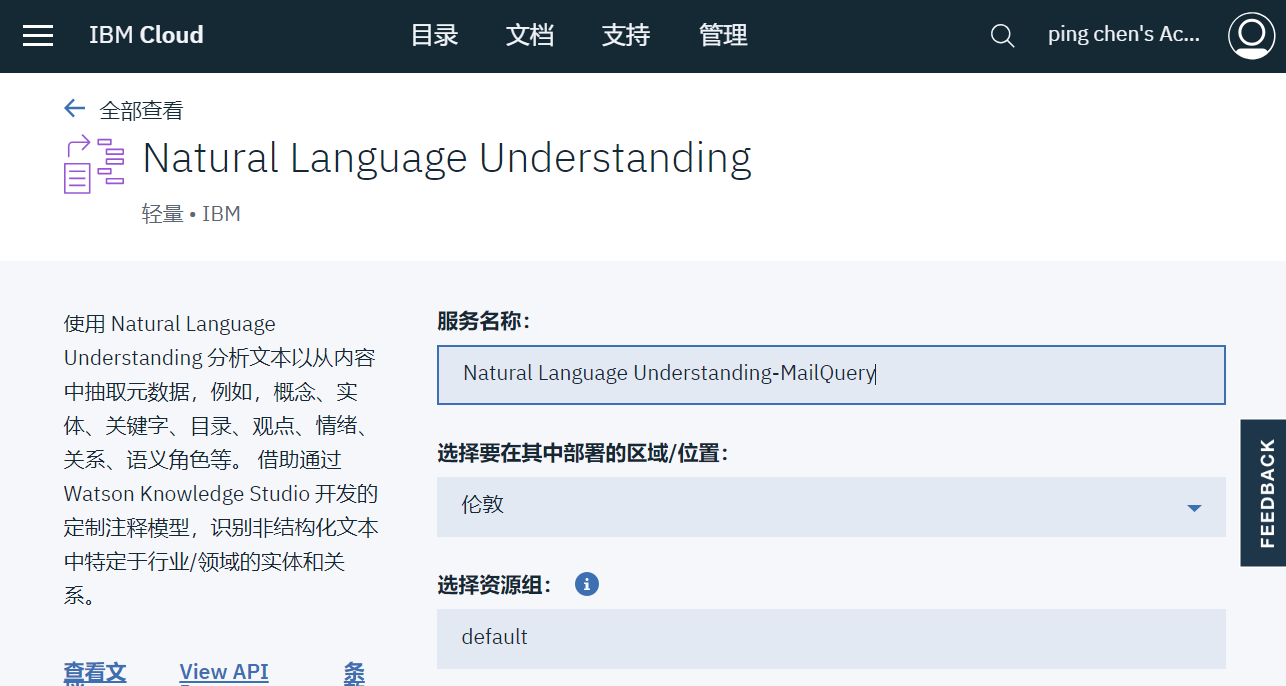 IBM Cloud 目录 文档 支持 管理 ping chen's Ac...
全部查看
Natural Language Understanding
轻量 • IBM
使用 Natural Language
Understanding 分析文本以从内容
中抽取元数据，例如，概念、实
体、关键字、目录、观点、情绪、
关系、语义角色等。 借助通过
Watson Knowledge Studio 开发的
定制注释模型，识别非结构化文本
中特定于行业/领域的实体和关
系。
查看文 View API 条
服务名称：
Natural Language Understanding-MailQuery
选择要在其中部署的区域/位置：
伦敦
选择资源组：
default
FEEDBACK